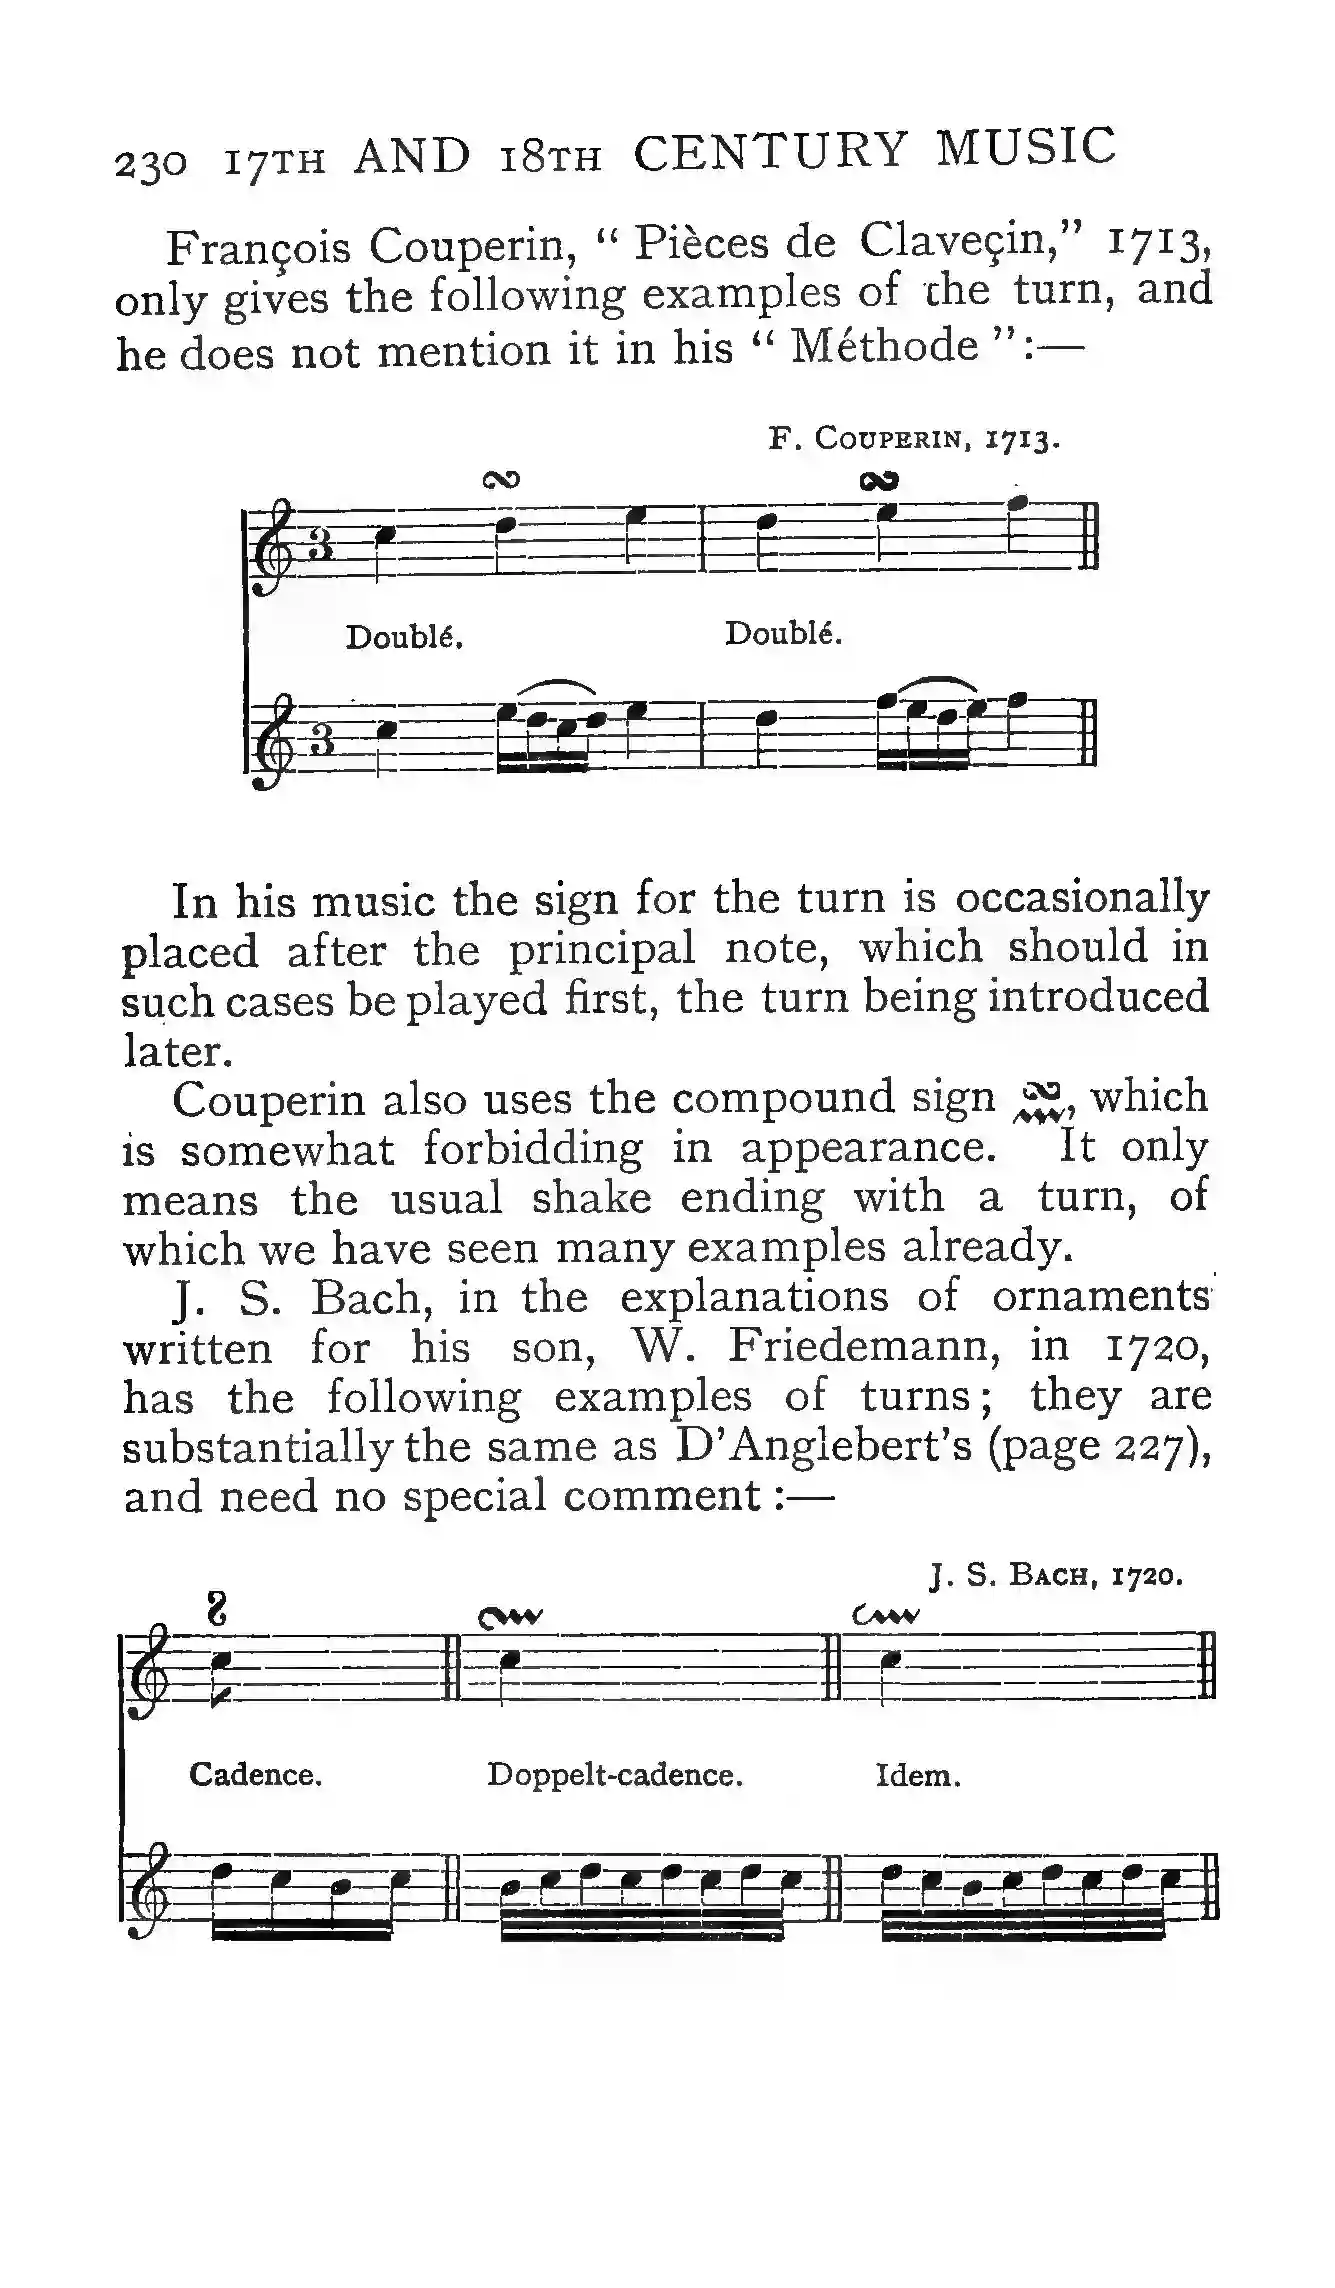 230 17TH AND 18TH CENTURY MUSIC
François Couperin, “ Pièces de Claveçin,” 1713,
only gives the following examples of the turn, and
he does not mention it in his “ Méthode ”:—
F. COUPERIN, 1713.
3
Doublé. Doublé.
3
In his music the sign for the turn is occasionally
placed after the principal note, which should in
such cases be played first, the turn being introduced
later.
Couperin also uses the compound sign , which
is somewhat forbidding in appearance. It only
means the usual shake ending with a turn, of
which we have seen many examples already.
J. S. Bach, in the explanations of ornaments
written for his son, W. Friedemann, in 1720,
has the following examples of turns; they are
substantially the same as D’Anglebert’s (page 227),
and need no special comment :—
J. S. BACH, 1720.
Cadence. Doppelt-cadence. Idem.